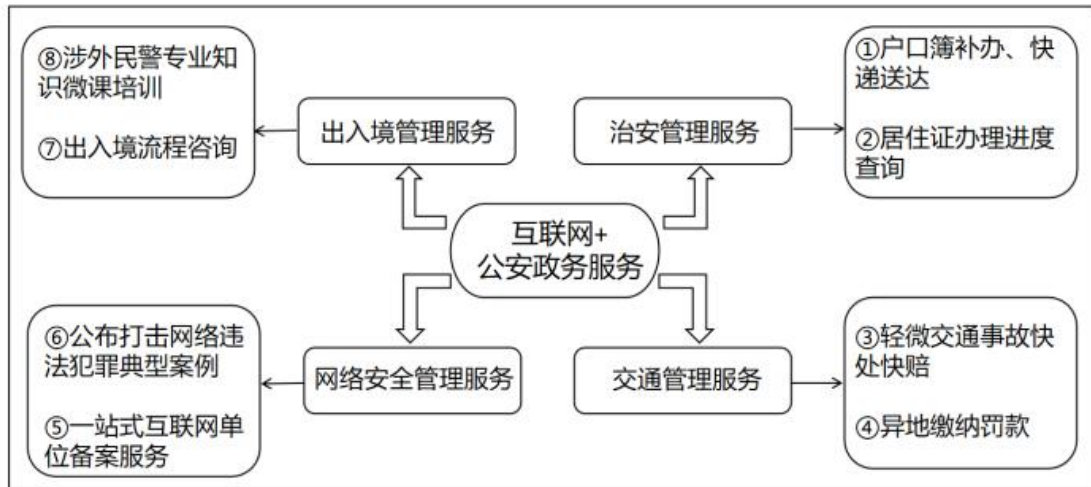 ⑧涉外民警专业知
识微课培训
⑦出入境流程咨询
出入境管理服务
治安管理服务
①户口簿补办、快
递送达
②居住证办理进度
查询
互联网+
公安政务服务
⑥公布打击网络违
法犯罪典型案例
⑤一站式互联网单
位备案服务
网络安全管理服务
交通管理服务
③轻微交通事故快
处快赔
④异地缴纳罚款